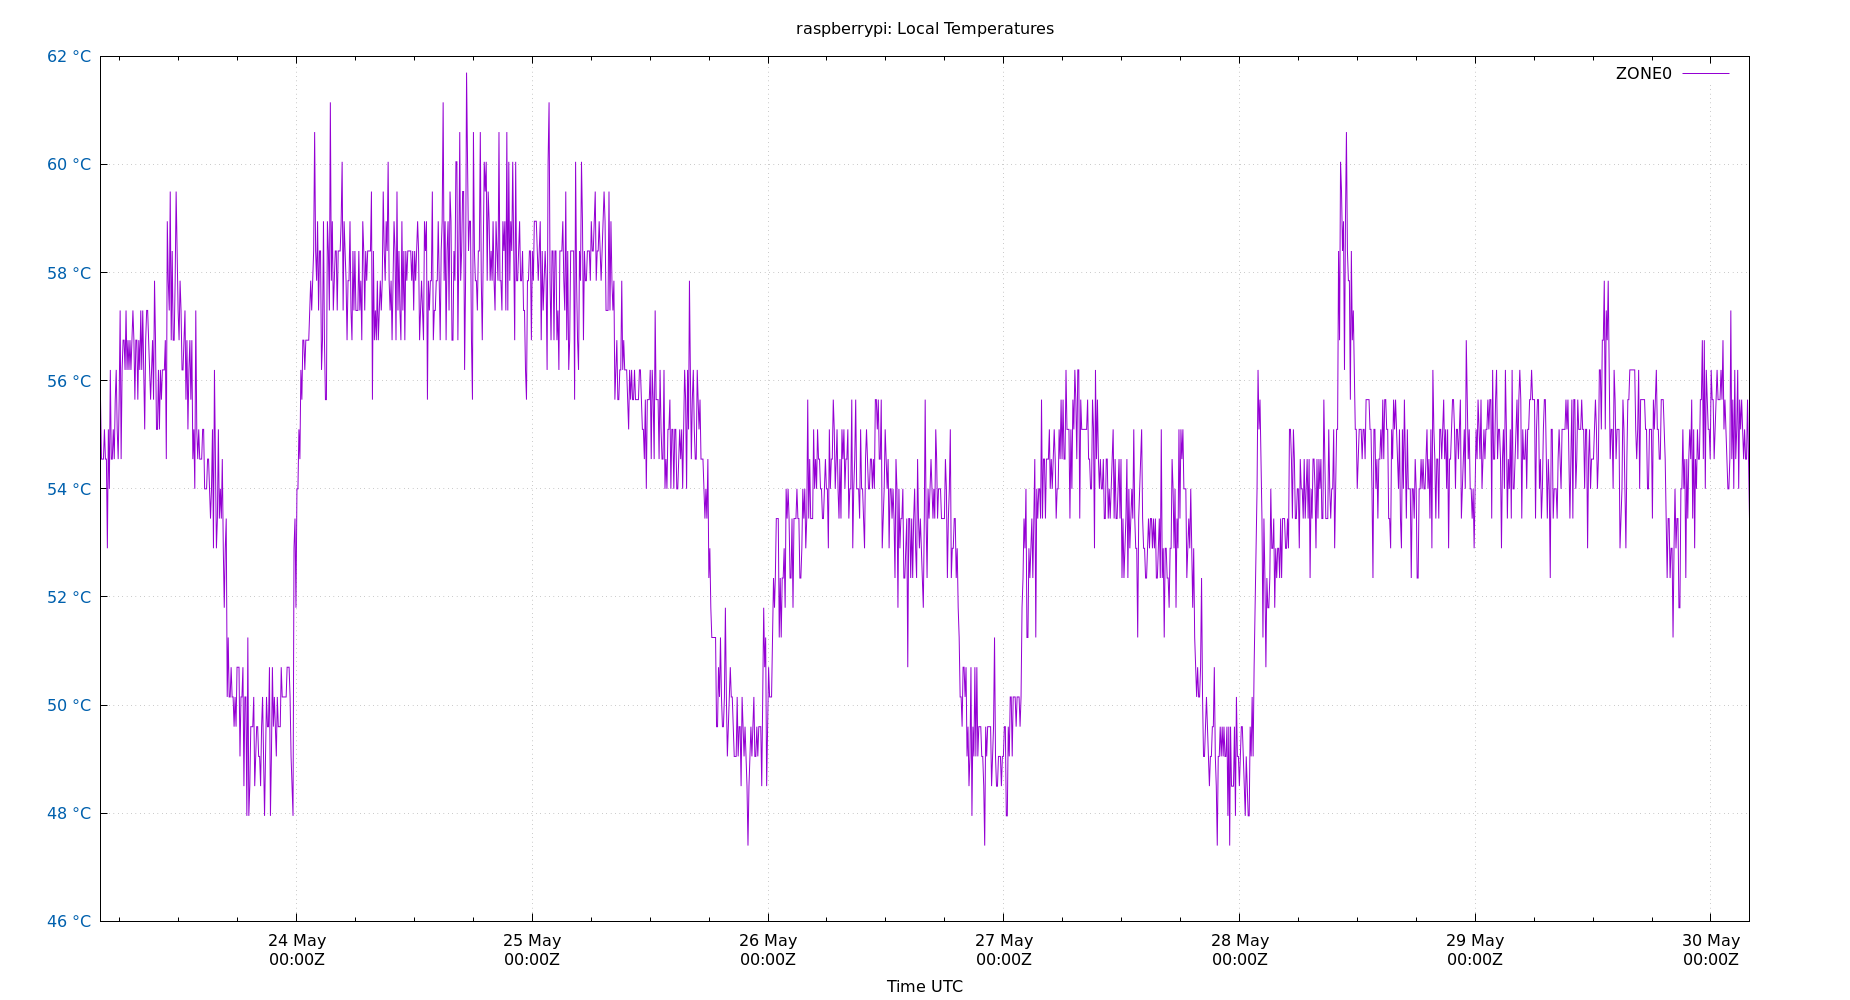 raspberrypi: Local Temperatures
62 °C
ZONE0
60 °C
58 °C
56 °C
54 °C
52 °C
50 °C
48 °C
46 °C
24 May 25 May 26 May 27 May 28 May 29 May 30 May
00:00Z 00:00Z 00:00Z 00:00Z 00:00Z 00:00Z 00:00Z
Time UTC